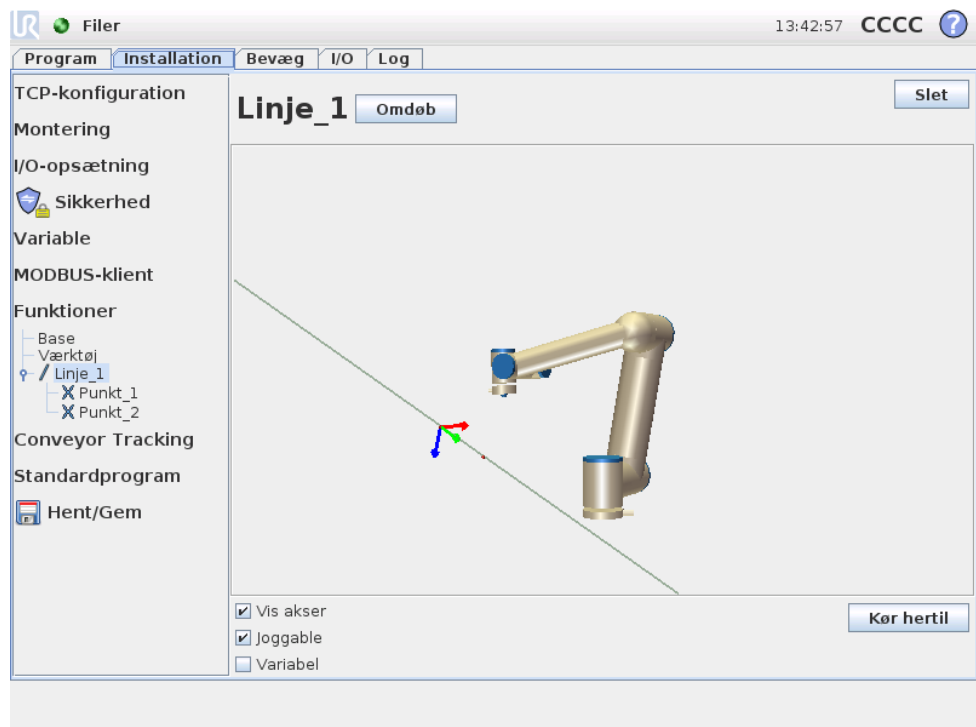 UR Filer 13:42:57 CCCC ?
Program Installation Bevæg I/O Log
TCP-konfiguration
Montering
I/O-opsætning
Sikkerhed
Variable
MODBUS-klient
Funktioner
Base
Værktøj
Linje_1
Punkt_1
Punkt_2
Conveyor Tracking
Standardprogram
Hent/Gem
Linje_1 Omdøb Slet
Vis akser
Joggable
Variabel
Kør hertil